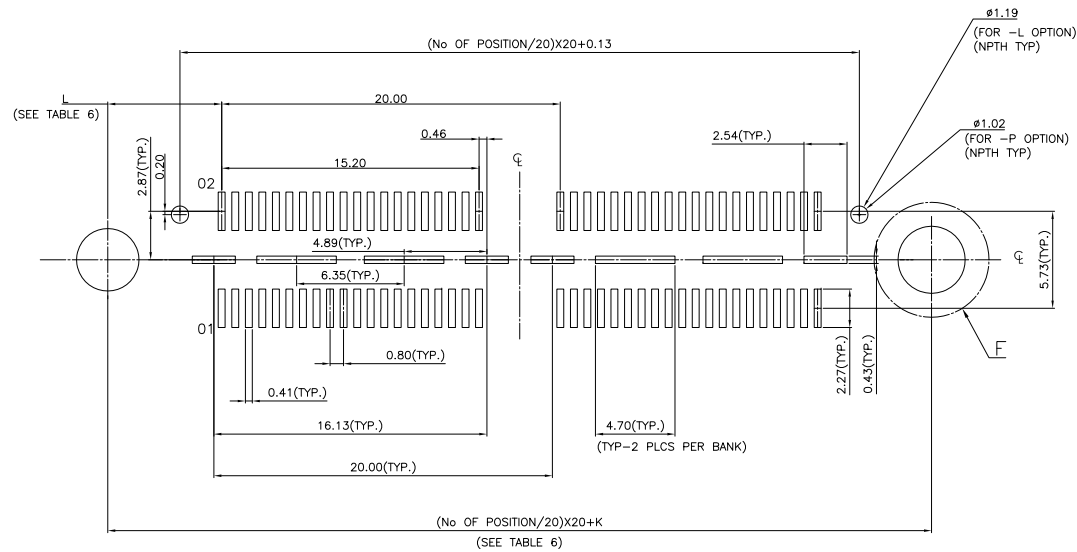 ø1.19
(FOR -L OPTION)
(NPTH TYP)
(No OF POSITION/20)X20+0.13
L
(SEE TABLE 6)
20.00
0.46
2.54(TYP.)
ø1.02
(FOR -P OPTION)
(NPTH TYP)
2.87(TYP.)
0.20
15.20
℄
02
4.89(TYP.)
6.35(TYP.)
℄
5.73(TYP.)
01
0.80(TYP.)
2.27(TYP.)
0.43(TYP.)
F
0.41(TYP.)
16.13(TYP.)
4.70(TYP.)
(TYP-2 PLCS PER BANK)
20.00(TYP.)
(No OF POSITION/20)X20+K
(SEE TABLE 6)